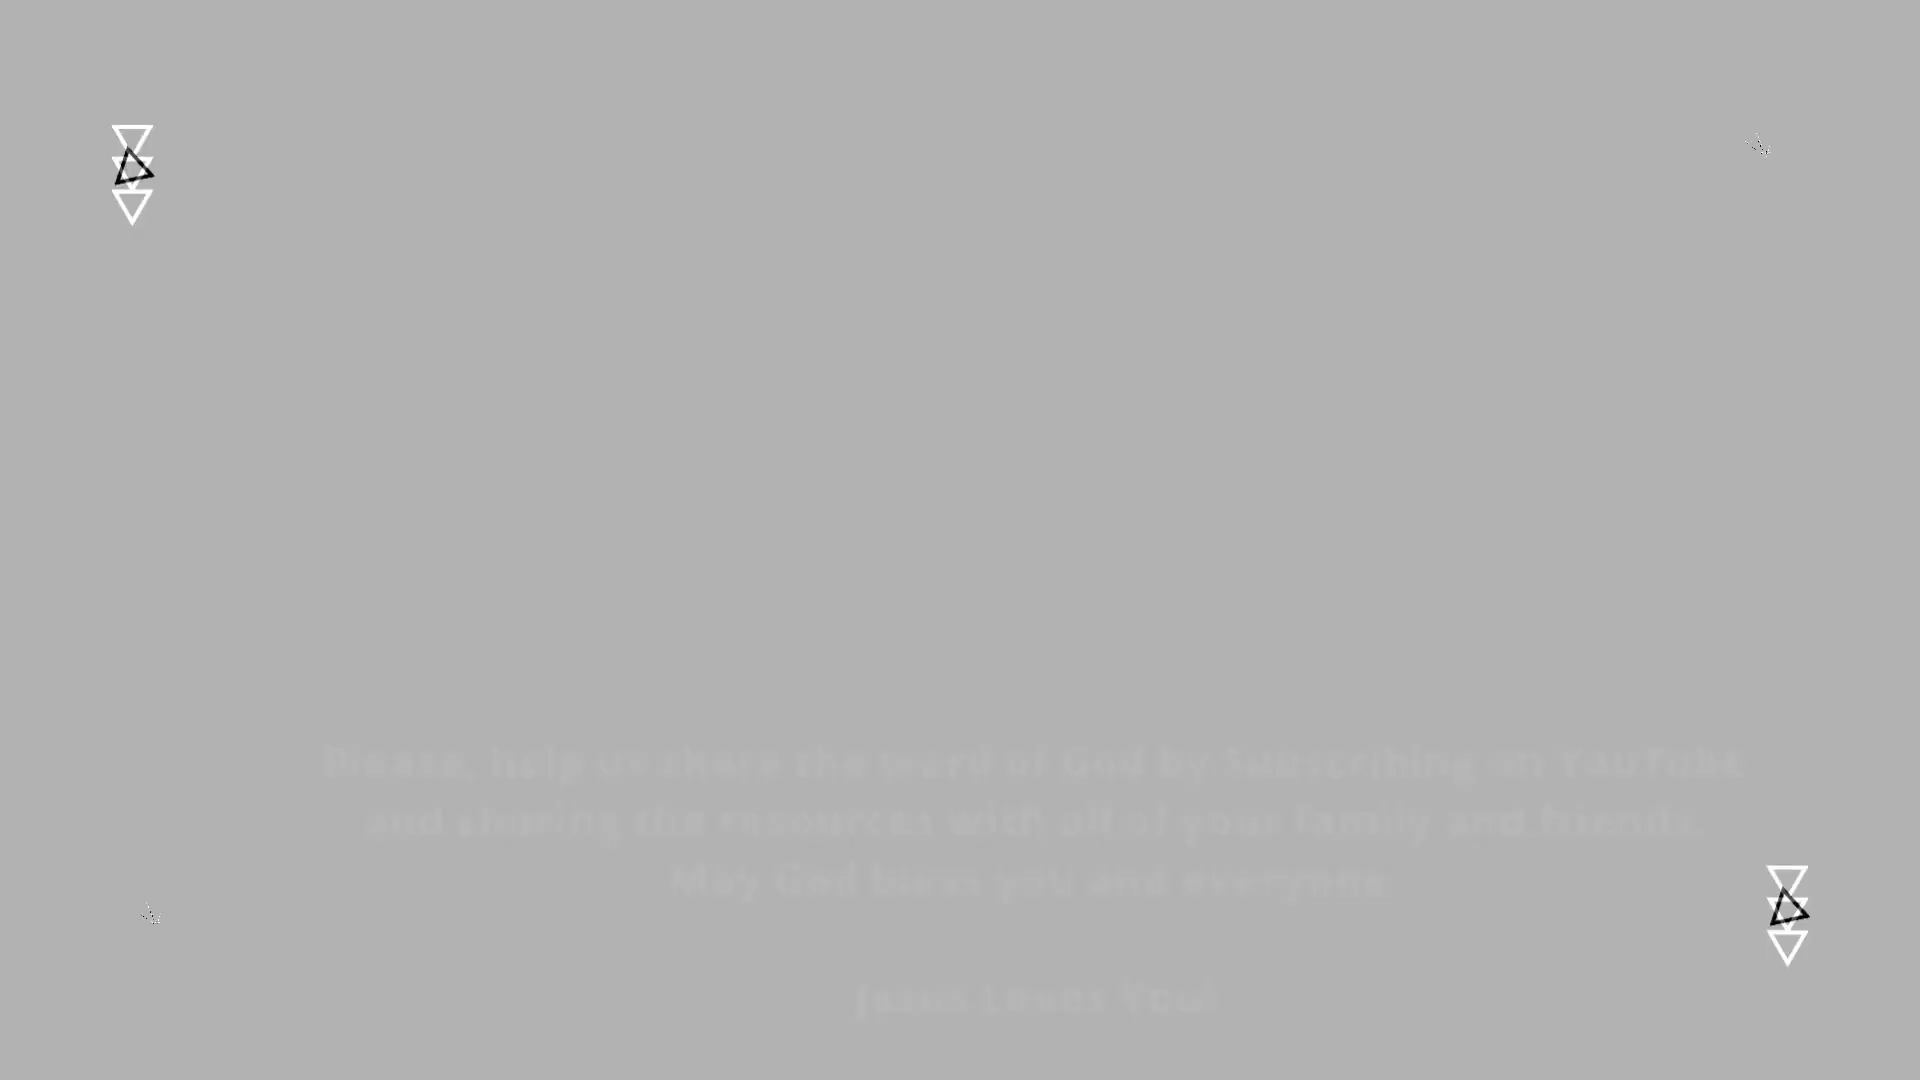 Please, help us share the word of God by Subscribing on YouTube
and sharing the resources with all of your family and friends.
May God bless you and everyone
Jesus Loves You!